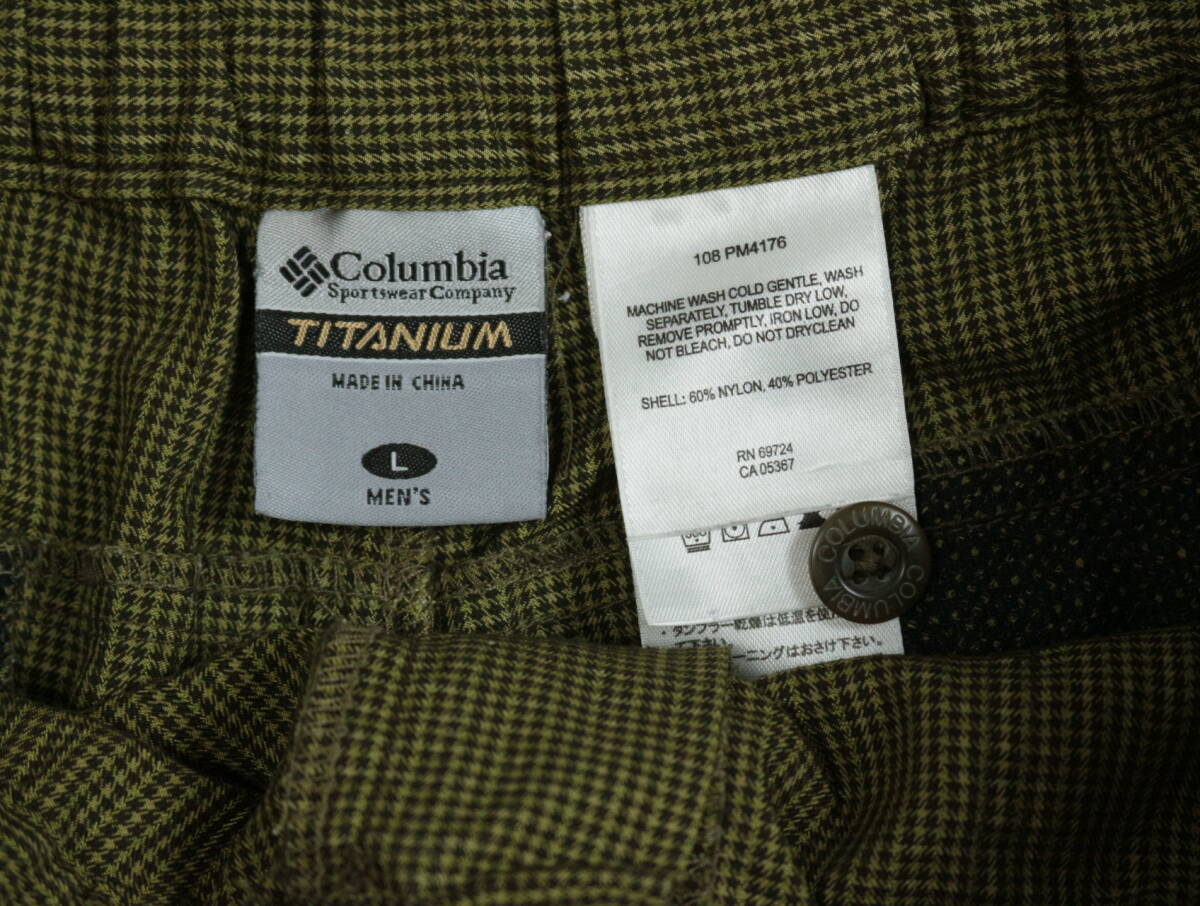 Columbia
Sportswear Company
TITANIUM
MADE IN CHINA
L
MEN'S
108 PM4176
MACHINE WASH COLD GENTLE, WASH
SEPARATELY, TUMBLE DRY LOW,
REMOVE PROMPTLY, IRON LOW, DO
NOT BLEACH, DO NOT DRYCLEAN
SHELL: 60% NYLON, 40% POLYESTER
RN 69724
CA 05367
COLUMBIA COLUMBIA
・タンブラー乾燥は低温を使
ーニングはおさけ下さい。